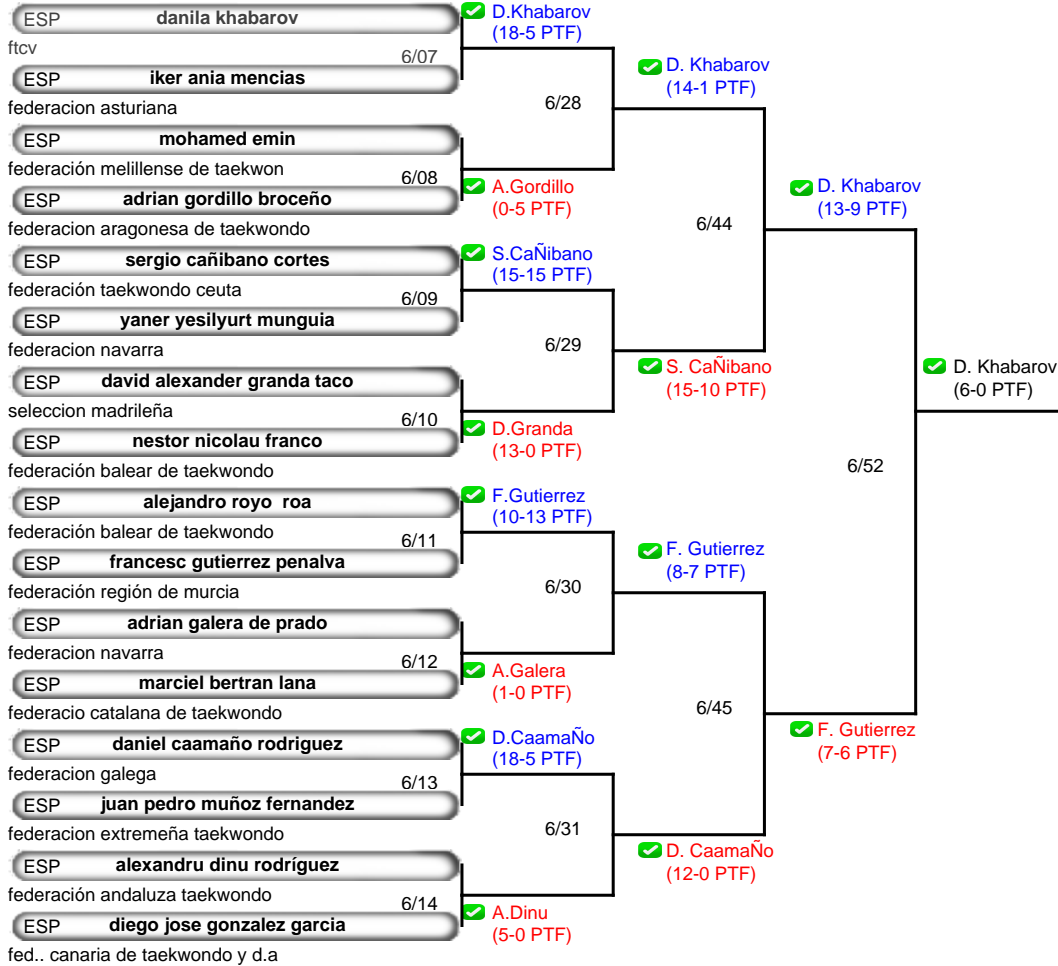 ESP danila khabarov
ftcv
6/07
ESP iker ania mencias
federacion asturiana
ESP mohamed emin
federación melillense de taekwon
6/08
ESP adrian gordillo broceño
federacion aragonesa de taekwondo
ESP sergio cañibano cortes
federación taekwondo ceuta
6/09
ESP yaner yesilyurt munguia
federacion navarra
ESP david alexander granda taco
seleccion madrileña
6/10
ESP nestor nicolau franco
federación balear de taekwondo
ESP alejandro royo roa
federación balear de taekwondo
6/11
ESP francesc gutierrez penalva
federación región de murcia
ESP adrian galera de prado
federacion navarra
6/12
ESP marciel bertran lana
federacio catalana de taekwondo
ESP daniel caamaño rodriguez
federacion galega
6/13
ESP juan pedro muñoz fernandez
federacion extremeña taekwondo
ESP alexandru dinu rodríguez
federación andaluza taekwondo
6/14
ESP diego jose gonzalez garcia
fed.. canaria de taekwondo y d.a
D.Khabarov
(18-5 PTF)
6/28
A.Gordillo
(0-5 PTF)
S.CaÑibano
(15-15 PTF)
6/29
D.Granda
(13-0 PTF)
F.Gutierrez
(10-13 PTF)
6/30
A.Galera
(1-0 PTF)
D.CaamaÑo
(18-5 PTF)
6/31
A.Dinu
(5-0 PTF)
D. Khabarov
(14-1 PTF)
6/44
S. CaÑibano
(15-10 PTF)
F. Gutierrez
(8-7 PTF)
6/45
D. CaamaÑo
(12-0 PTF)
D. Khabarov
(13-9 PTF)
6/52
F. Gutierrez
(7-6 PTF)
D. Khabarov
(6-0 PTF)